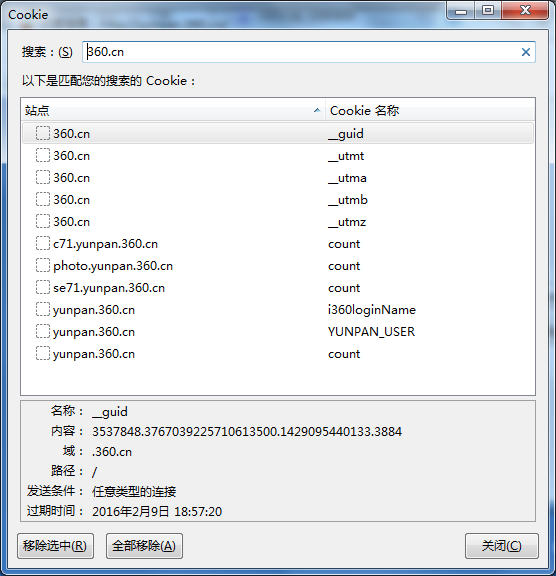 Cookie
搜索：(S) 360.cn
以下是匹配您的搜索的 Cookie：
站点 Cookie 名称
360.cn __guid
360.cn __utmt
360.cn __utma
360.cn __utmb
360.cn __utmz
c71.yunpan.360.cn count
photo.yunpan.360.cn count
se71.yunpan.360.cn count
yunpan.360.cn i360loginName
yunpan.360.cn YUNPAN_USER
yunpan.360.cn count
名称： __guid
内容： 3537848.3767039225710613500.1429095440133.3884
域： .360.cn
路径： /
发送条件： 任意类型的连接
过期时间： 2016年2月9日 18:57:20
移除选中(R) 全部移除(A) 关闭(C)